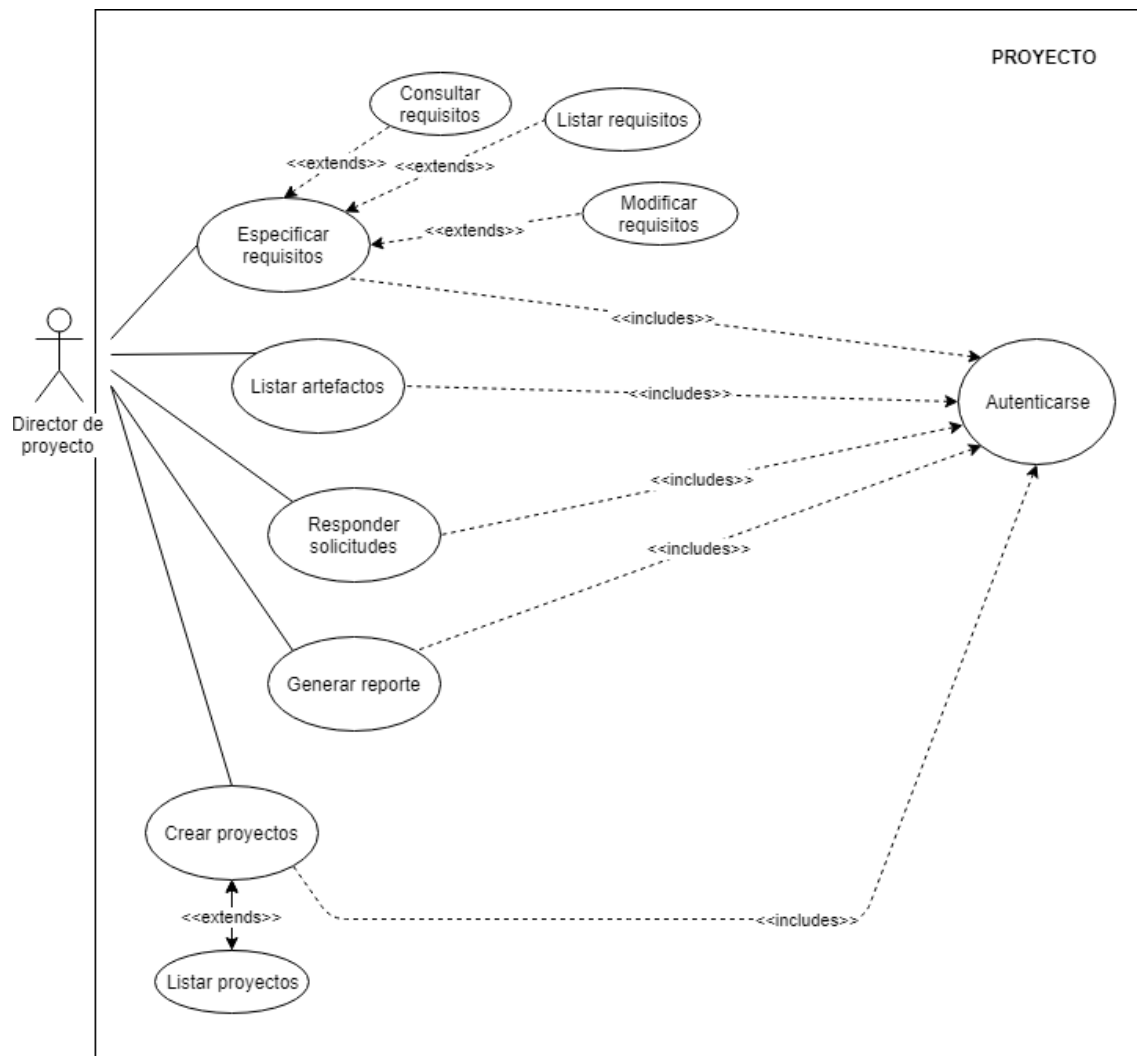 PROYECTO
Consultar
requisitos
Listar requisitos
<<extends>>
<<extends>>
Modificar
requisitos
<<extends>>
Especificar
requisitos
<<includes>>
Listar artefactos
<<includes>>
Autenticarse
Director de
proyecto
<<includes>>
Responder
solicitudes
<<includes>>
Generar reporte
Crear proyectos
<<extends>>
<<includes>>
Listar proyectos